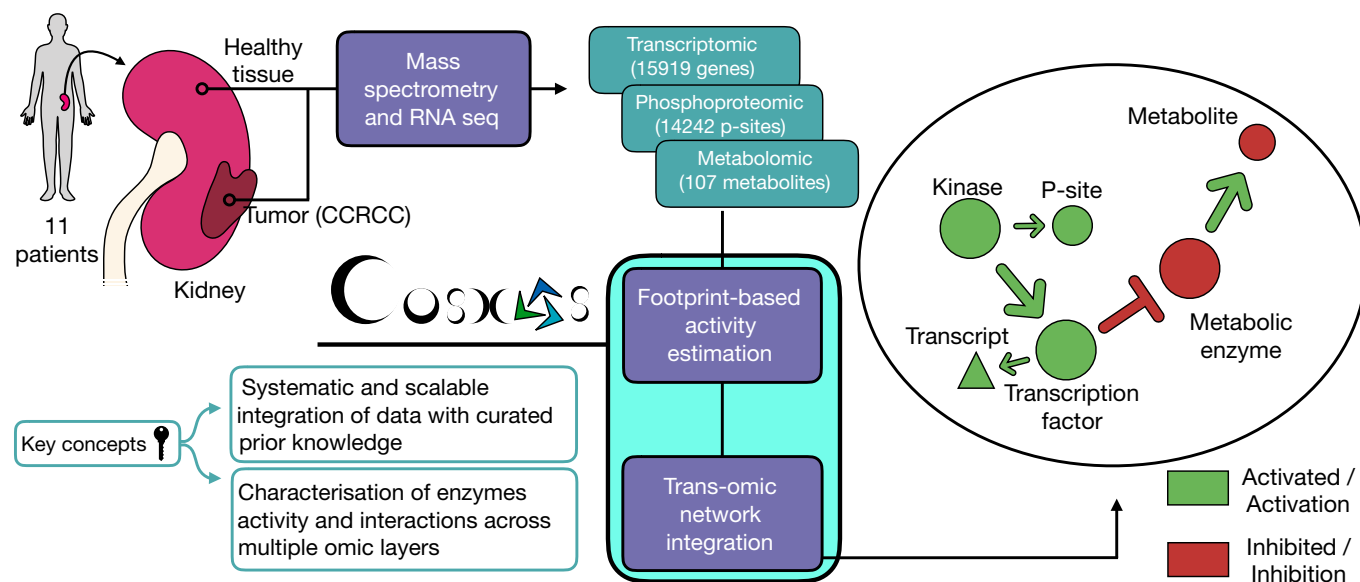 11
patients
Healthy
tissue
Tumor (CCRCC)
Kidney
Mass
spectrometry
and RNA seq
Transcriptomic
(15919 genes)
Phosphoproteomic
(14242 p-sites)
Metabolomic
(107 metabolites)
Cosmos
Footprint-based
activity
estimation
Trans-omic
network
integration
Key concepts
Systematic and scalable
integration of data with curated
prior knowledge
Characterisation of enzymes
activity and interactions across
multiple omic layers
Metabolite
Kinase
P-site
Metabolic
enzyme
Transcript
Transcription
factor
Activated /
Activation
Inhibited /
Inhibition